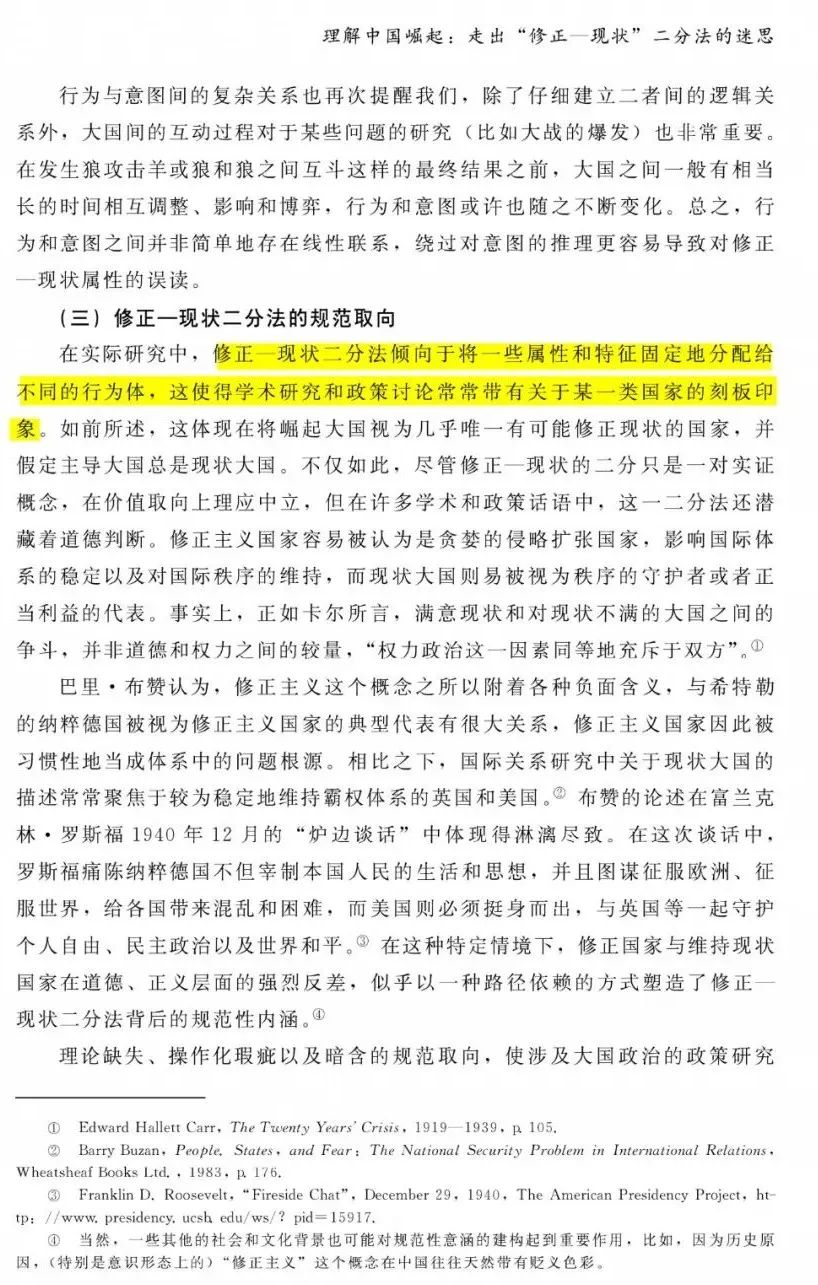 理解中国崛起：走出“修正—现状”二分法的迷思
行为与意图间的复杂关系也再次提醒我们，除了仔细建立二者间的逻辑关
系外，大国间的互动过程对于某些问题的研究（比如大战的爆发）也非常重要。
在发生狼攻击羊或狼和狼之间互斗这样的最终结果之前，大国之间一般有相当
长的时间相互调整、影响和博弈，行为和意图或许也随之不断变化。总之，行
为和意图之间并非简单地存在线性联系，绕过对意图的推理更容易导致对修正
—现状属性的误读。
（三）修正—现状二分法的规范取向
在实际研究中，修正—现状二分法倾向于将一些属性和特征固定地分配给
不同的行为体，这使得学术研究和政策讨论常常带有关于某一类国家的刻板印
象。如前所述，这体现在将崛起大国视为几乎唯一有可能修正现状的国家，并
假定主导大国总是现状大国。不仅如此，尽管修正—现状的二分只是一对实证
概念，在价值取向上理应中立，但在许多学术和政策话语中，这一二分法还潜
藏着道德判断。修正主义国家容易被认为是贪婪的侵略扩张国家，影响国际体
系的稳定以及对国际秩序的维持，而现状大国则易被视为秩序的守护者或者正
当利益的代表。事实上，正如卡尔所言，满意现状和对现状不满的大国之间的
争斗，并非道德和权力之间的较量，“权力政治这一因素同等地充斥于双方”。①
巴里·布赞认为，修正主义这个概念之所以附着各种负面含义，与希特勒
的纳粹德国被视为修正主义国家的典型代表有很大关系，修正主义国家因此被
习惯性地当成体系中的问题根源。相比之下，国际关系研究中关于现状大国的
描述常常聚焦于较为稳定地维持霸权体系的英国和美国。② 布赞的论述在富兰克
林·罗斯福 1940 年 12 月的“炉边谈话”中体现得淋漓尽致。在这次谈话中，
罗斯福痛陈纳粹德国不但宰制本国人民的生活和思想，并且图谋征服欧洲、征
服世界，给各国带来混乱和困难，而美国则必须挺身而出，与英国等一起守护
个人自由、民主政治以及世界和平。③ 在这种特定情境下，修正国家与维持现状
国家在道德、正义层面的强烈反差，似乎以一种路径依赖的方式塑造了修正—
现状二分法背后的规范性内涵。④
理论缺失、操作化瑕疵以及暗含的规范取向，使涉及大国政治的政策研究
① Edward Hallett Carr, The Twenty Years' Crisis, 1919—1939, p. 105.
② Barry Buzan, People, States, and Fear: The National Security Problem in International Relations,
Wheatsheaf Books Ltd., 1983, p. 176.
③ Franklin D. Roosevelt, “Fireside Chat”, December 29, 1940, The American Presidency Project, ht-
tp: //www. presidency. ucsb. edu/ws/? pid=15917.
④ 当然，一些其他的社会和文化背景也可能对规范性意涵的建构起到重要作用，比如，因为历史原
因，（特别是意识形态上的）“修正主义”这个概念在中国往往天然带有贬义色彩。